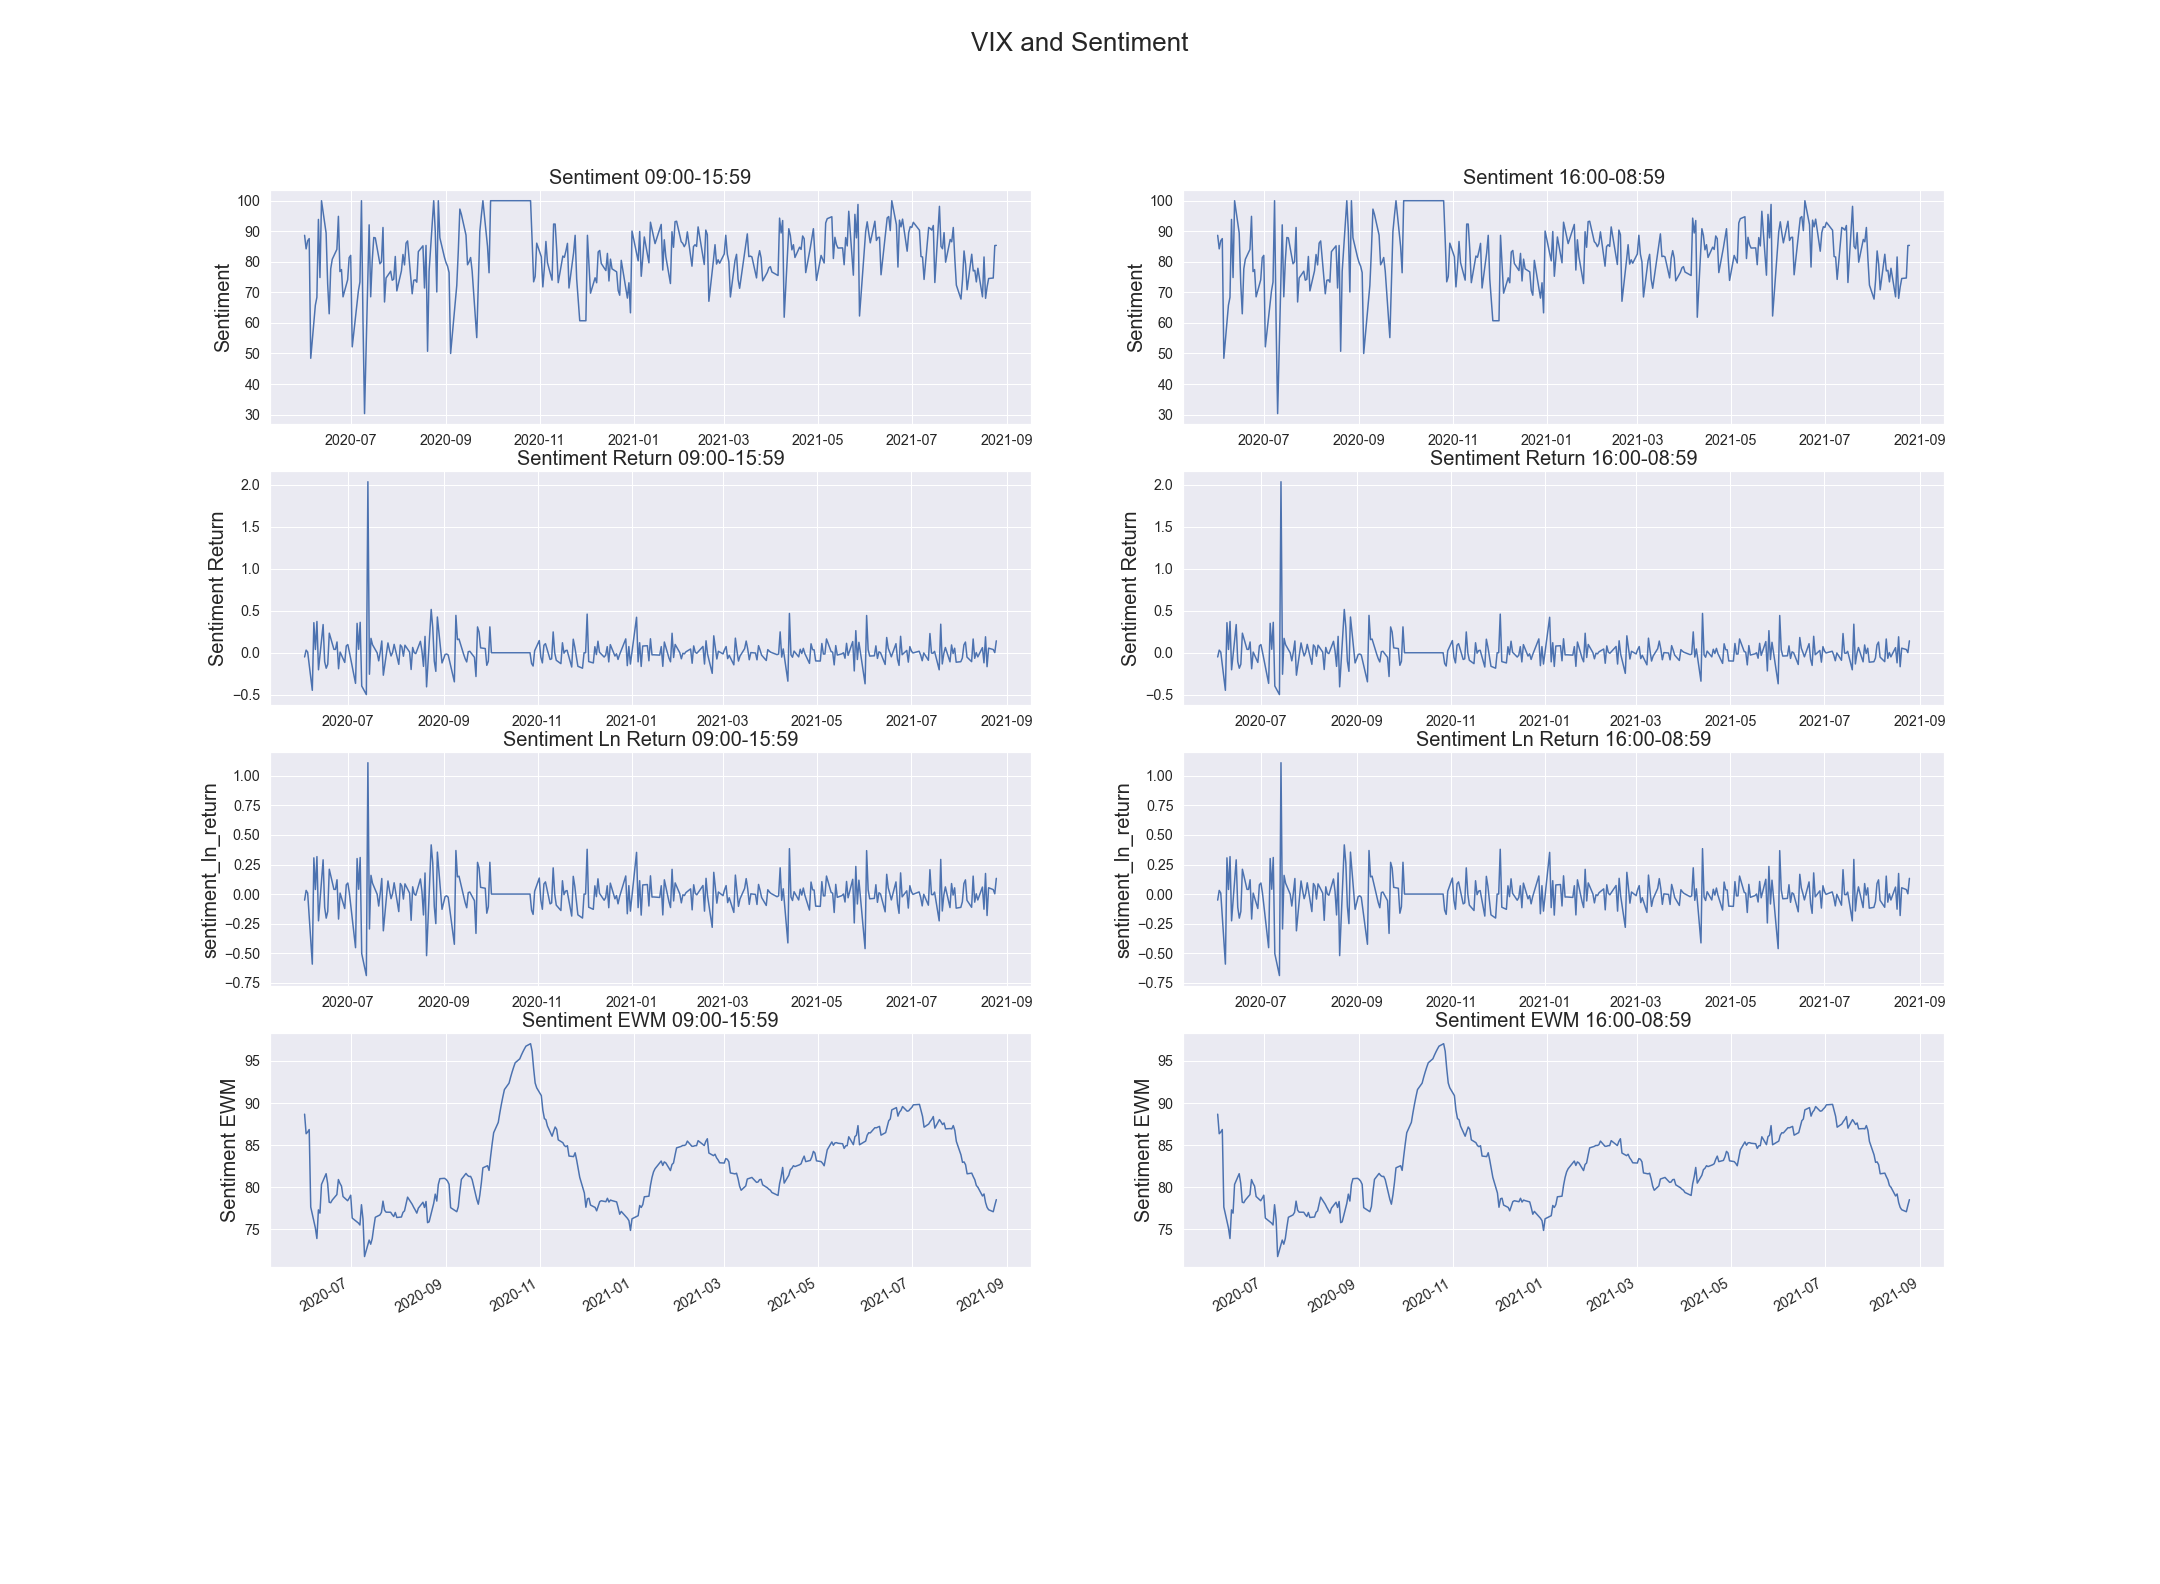 VIX and Sentiment
Sentiment 09:00-15:59
Sentiment
100
90
80
70
60
50
40
30
2020-07 2020-09 2020-11 2021-01 2021-03 2021-05 2021-07 2021-09
Sentiment 16:00-08:59
Sentiment
100
90
80
70
60
50
40
30
2020-07 2020-09 2020-11 2021-01 2021-03 2021-05 2021-07 2021-09
Sentiment Return 09:00-15:59
Sentiment Return
2.0
1.5
1.0
0.5
0.0
−0.5
2020-07 2020-09 2020-11 2021-01 2021-03 2021-05 2021-07 2021-09
Sentiment Return 16:00-08:59
Sentiment Return
2.0
1.5
1.0
0.5
0.0
−0.5
2020-07 2020-09 2020-11 2021-01 2021-03 2021-05 2021-07 2021-09
Sentiment Ln Return 09:00-15:59
sentiment_ln_return
1.00
0.75
0.50
0.25
0.00
−0.25
−0.50
−0.75
2020-07 2020-09 2020-11 2021-01 2021-03 2021-05 2021-07 2021-09
Sentiment Ln Return 16:00-08:59
sentiment_ln_return
1.00
0.75
0.50
0.25
0.00
−0.25
−0.50
−0.75
2020-07 2020-09 2020-11 2021-01 2021-03 2021-05 2021-07 2021-09
Sentiment EWM 09:00-15:59
Sentiment EWM
95
90
85
80
75
2020-07 2020-09 2020-11 2021-01 2021-03 2021-05 2021-07 2021-09
Sentiment EWM 16:00-08:59
Sentiment EWM
95
90
85
80
75
2020-07 2020-09 2020-11 2021-01 2021-03 2021-05 2021-07 2021-09